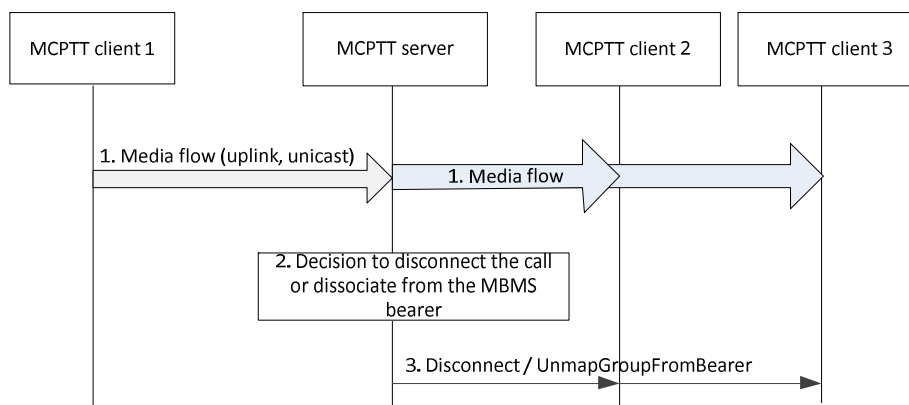 MCPTT client 1
MCPTT server
MCPTT client 2
MCPTT client 3
1. Media flow (uplink, unicast)
1. Media flow
2. Decision to disconnect the call
or dissociate from the MBMS
bearer
3. Disconnect / UnmapGroupFromBearer